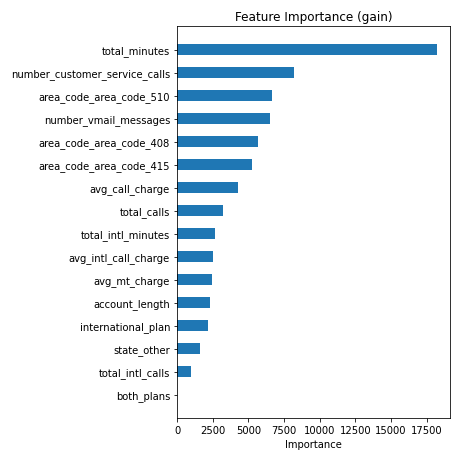 Feature Importance (gain)
total_minutes
number_customer_service_calls
area_code_area_code_510
number_vmail_messages
area_code_area_code_408
area_code_area_code_415
avg_call_charge
total_calls
total_intl_minutes
avg_intl_call_charge
avg_mt_charge
account_length
international_plan
state_other
total_intl_calls
both_plans
0 2500 5000 7500 10000 12500 15000 17500
Importance